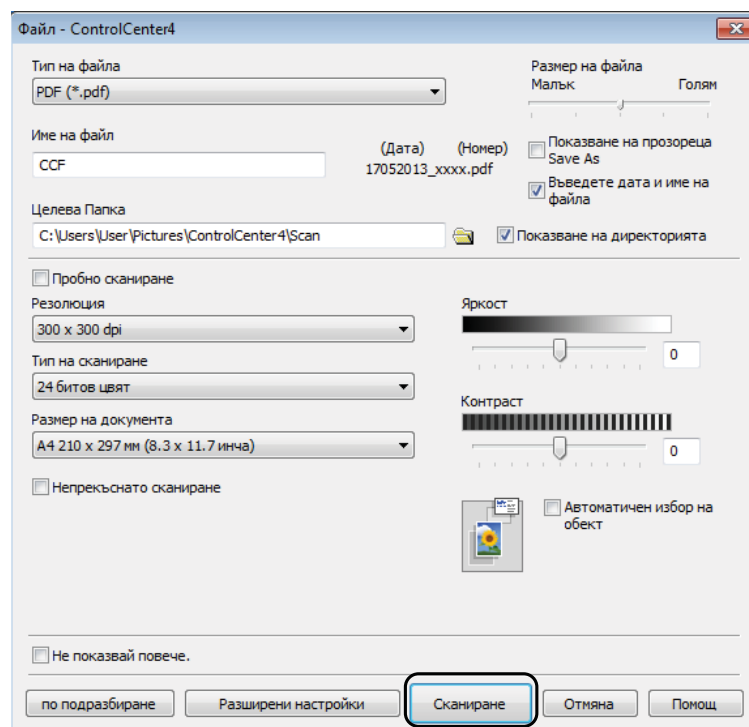 Файл - ControlCenter4
Тип на файла
PDF (*.pdf)
Размер на файла
Малък Голям
Име на файл
CCF
(Дата) (Номер)
17052013_xxxx.pdf
Показване на прозореца
Save As
Въведете дата и име на
файла
Целева Папка
C:\Users\User\Pictures\ControlCenter4\Scan
Показване на директорията
Пробно сканиране
Резолюция
300 x 300 dpi
Тип на сканиране
24 битов цвят
Размер на документа
A4 210 x 297 мм (8.3 x 11.7 инча)
Непрекъснато сканиране
Яркост
0
Контраст
0
Автоматичен избор на
обект
Не показвай повече.
по подразбиране Разширени настройки Сканиране Отмяна Помощ